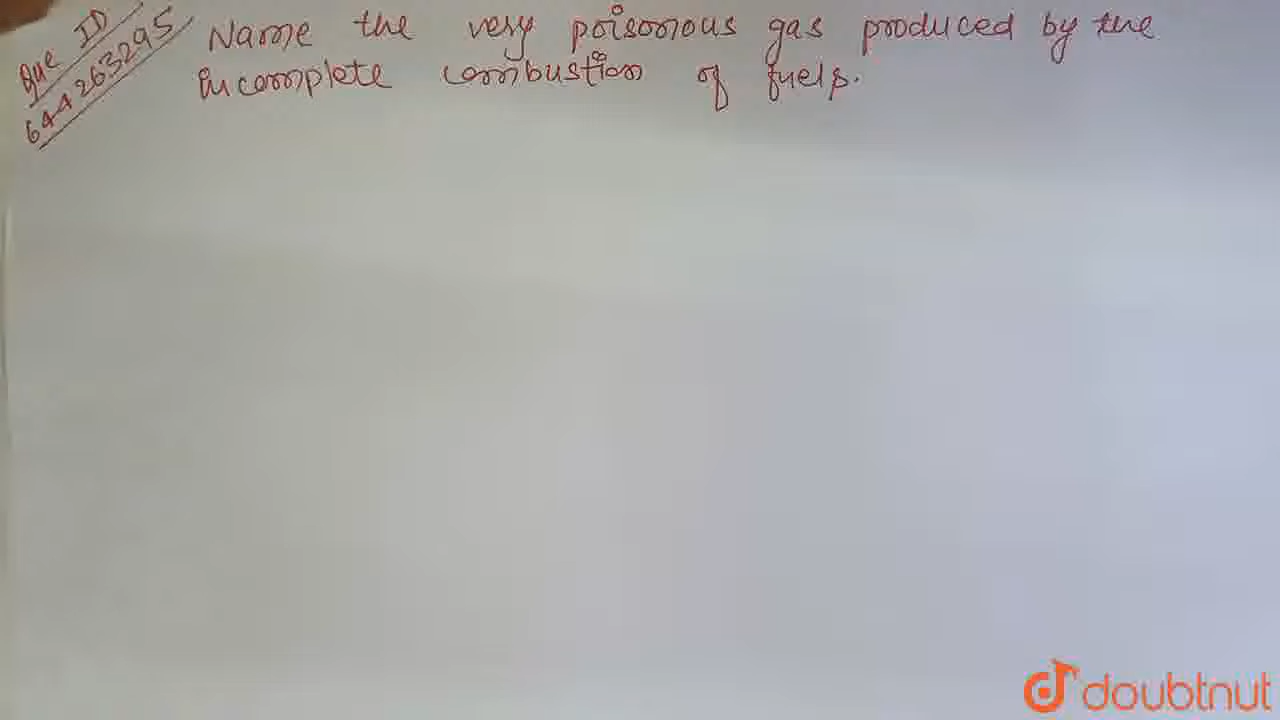 Que ID
644263295
Name the very poisonous gas produced by the
incomplete combustion of fuels.
doubtnut